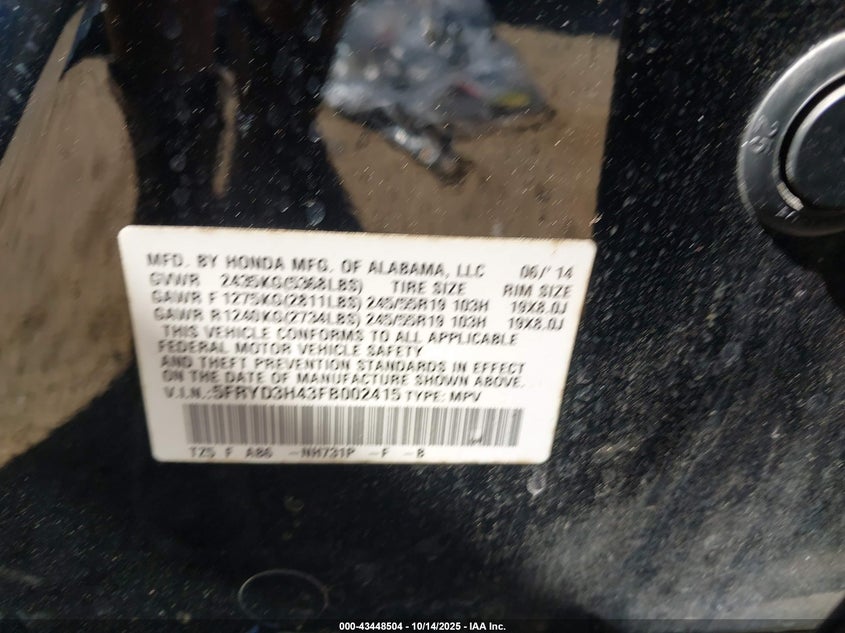 MFD. BY HONDA MFG. OF ALABAMA, LLC 06/'14
GVWR 2435KG(5368LBS) TIRE SIZE RIM SIZE
GAWR F 1275KG(2811LBS) 245/55R19 103H 19X8.0J
GAWR R 1240KG(2734LBS) 245/55R19 103H 19X8.0J
THIS VEHICLE CONFORMS TO ALL APPLICABLE
FEDERAL MOTOR VEHICLE SAFETY
AND THEFT PREVENTION STANDARDS IN EFFECT
ON THE DATE OF MANUFACTURE SHOWN ABOVE.
V.I.N.: 5FRYD3H43FB002415 TYPE: MPV
TZ5 F A86 -NH731P -F -B
000-43448504 | 10/14/2025 | IAA Inc.